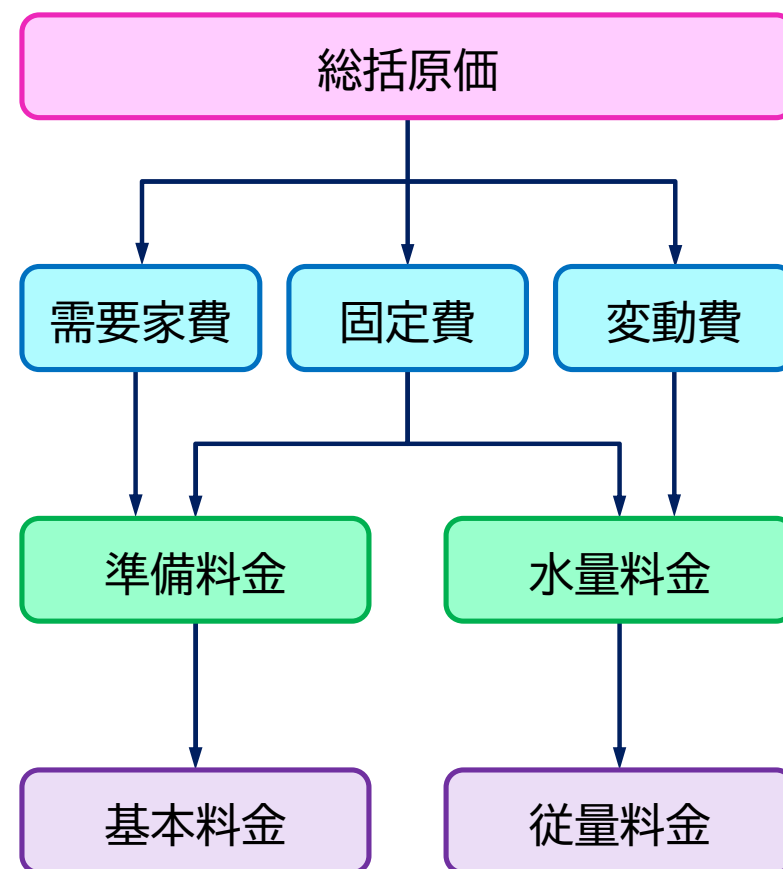 総括原価
需要家費
固定費
変動費
準備料金
水量料金
基本料金
従量料金